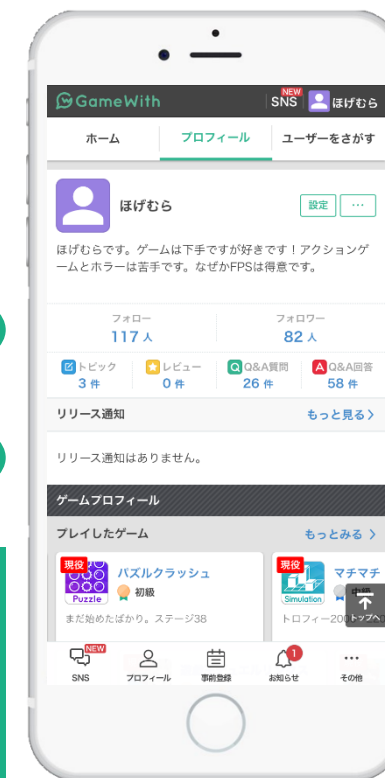 GameWith
NEW
SNS
ほげむら
ホーム
プロフィール
ユーザーをさがす
ほげむら
設定
…
ほげむらです。ゲームは下手ですが好きです！アクションゲ
ームとホラーは苦手です。なぜかFPSは得意です。
フォロー
117 人
フォロワー
82 人
トピック
3 件
レビュー
0 件
Q Q&A質問
26 件
A Q&A回答
58 件
リリース通知
もっと見る
リリース通知はありません。
ゲームプロフィール
プレイしたゲーム
もっとみる
現役
Puzzle
パズルクラッシュ
初級
まだ始めたばかり。ステージ38
現役
Simulation
マチマチ
トロフィー200
トップへ
NEW
SNS
プロフィール
事前登録
1
お知らせ
その他